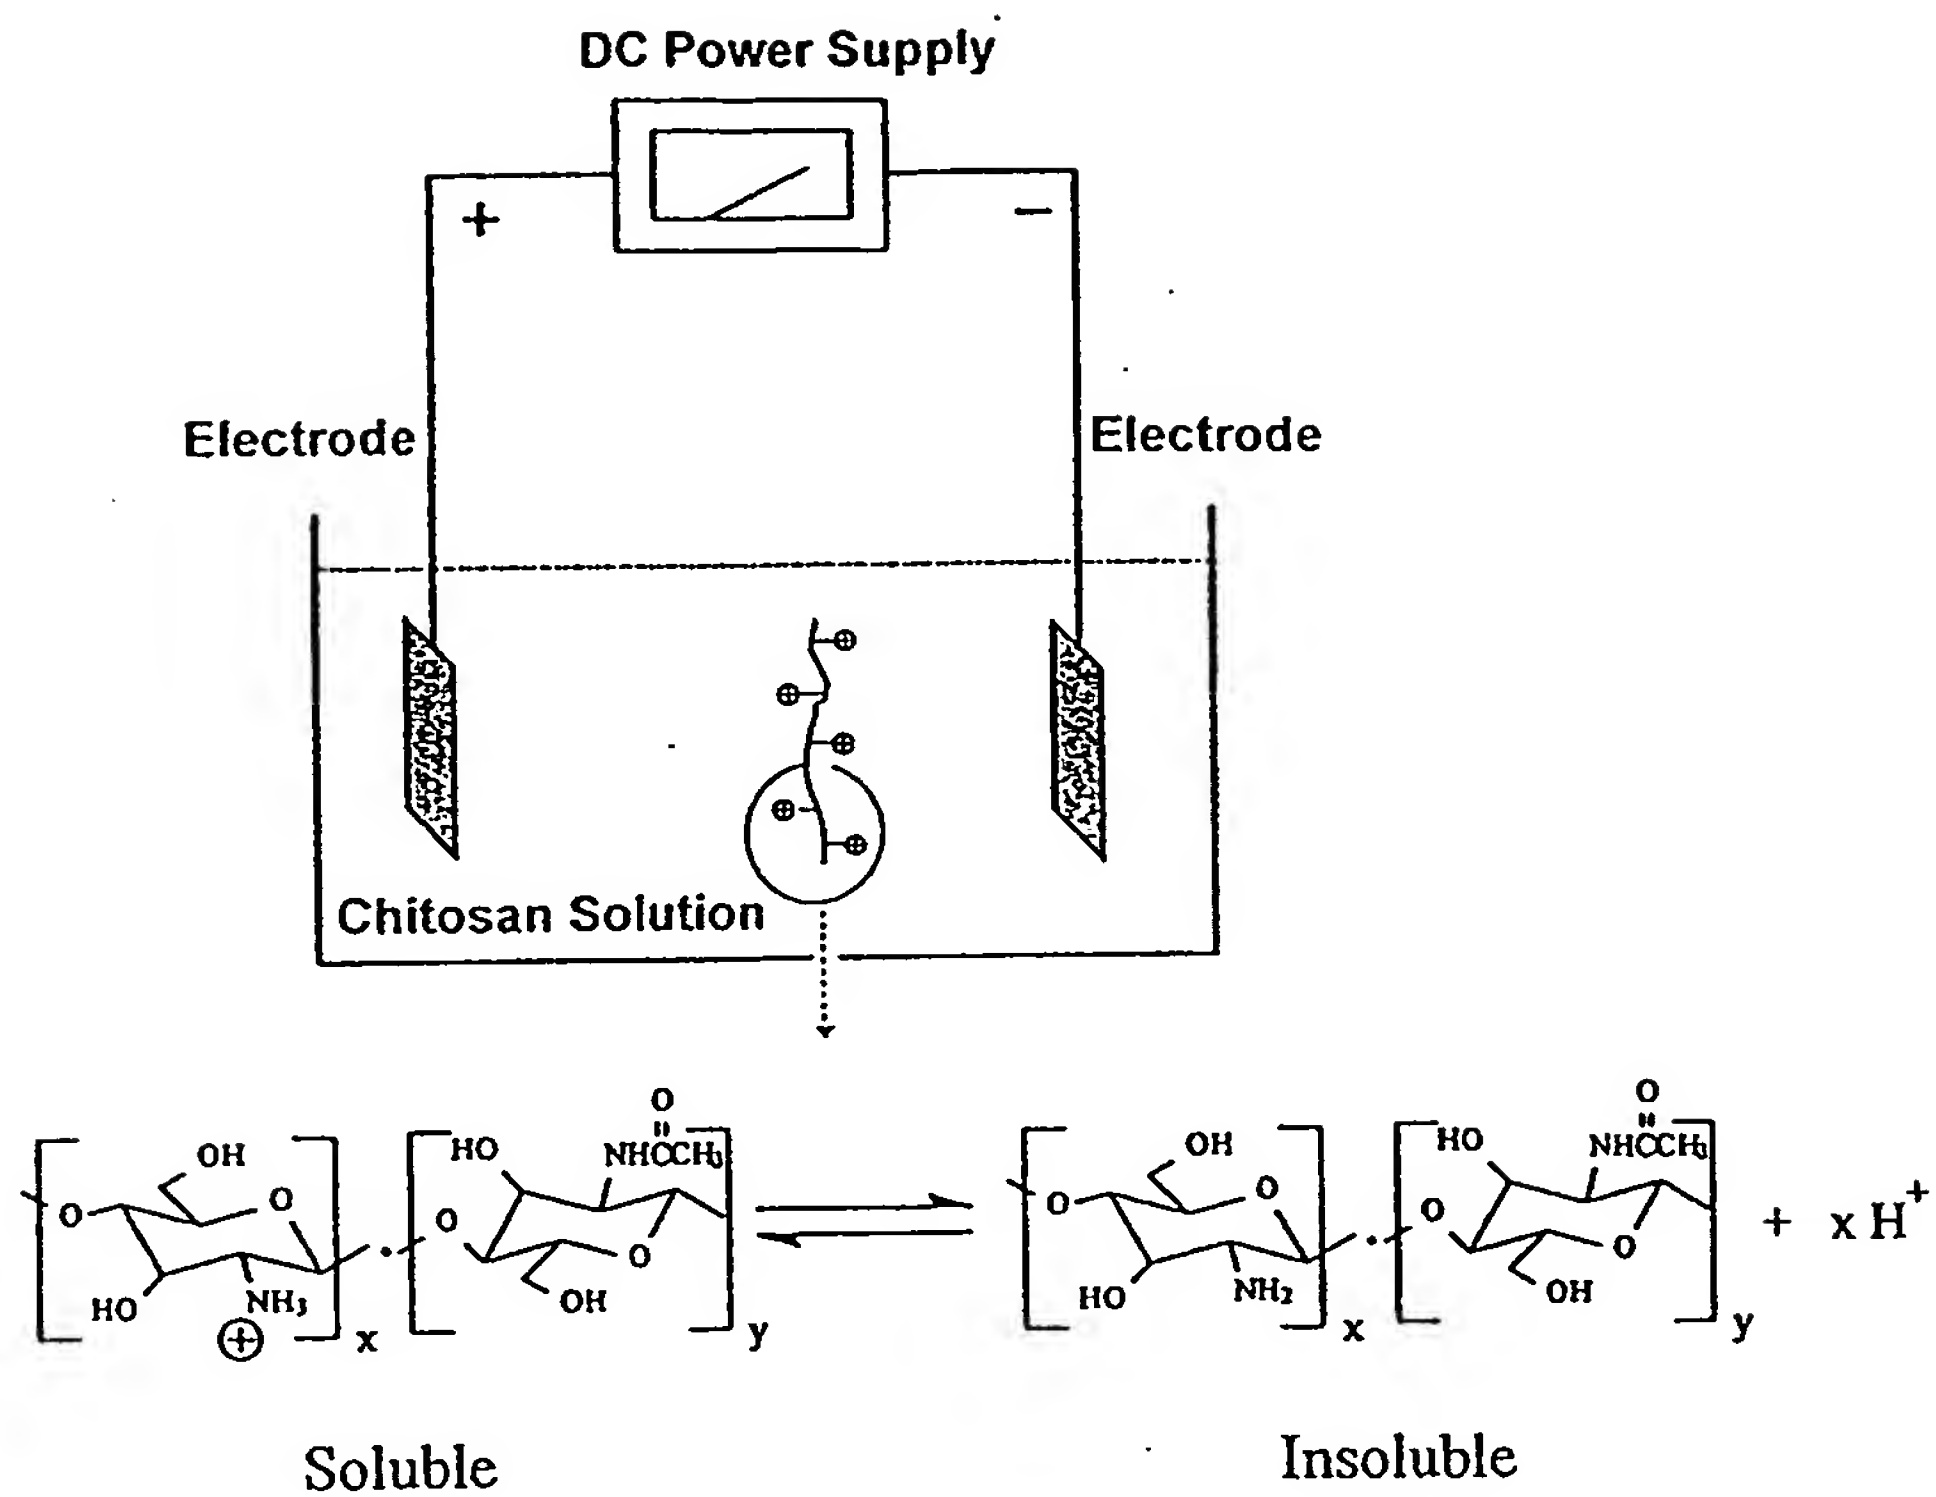 DC Power Supply
+ −
Electrode Electrode
⊕
⊕
⊕
⊕
⊕
Chitosan Solution
O O
OH HO NHCCH3 OH HO NHCCH3
O O O O O O O O + x H+
HO NH3 OH HO NH2 OH
⊕ x y x y
Soluble Insoluble